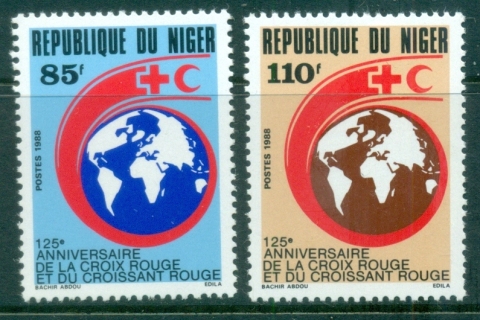 REPUBLIQUE DU NIGER
85f
POSTES 1988
125e
ANNIVERSAIRE
DE LA CROIX ROUGE
ET DU CROISSANT ROUGE
BACHIR ABDOU EDILA
REPUBLIQUE DU NIGER
110f
POSTES 1988
125e
ANNIVERSAIRE
DE LA CROIX ROUGE
ET DU CROISSANT ROUGE
BACHIR ABDOU EDILA